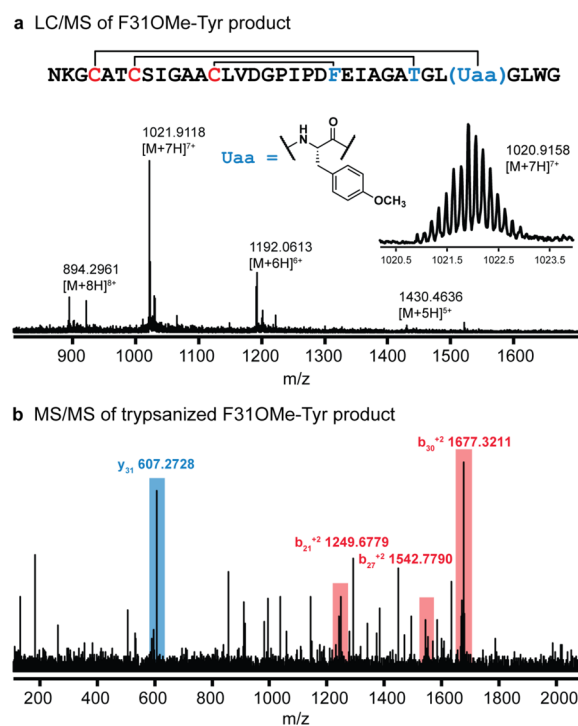 a LC/MS of F31OMe-Tyr product
NKGCATCSIGAACLVDGPIPDFEIAGATGL(Uaa)GLWG
1021.9118
[M+7H]⁷⁺
Uaa =
H
N
O
OCH₃
1020.9158
[M+7H]⁷⁺
1020.5 1021.5 1022.5 1023.5
894.2961
[M+8H]⁸⁺
1192.0613
[M+6H]⁶⁺
1430.4636
[M+5H]⁵⁺
900 1000 1100 1200 1300 1400 1500 1600
m/z
b MS/MS of trypsanized F31OMe-Tyr product
b₃₀⁺² 1677.3211
y₃₁ 607.2728
b₂₁⁺² 1249.6779
b₂₇⁺² 1542.7790
200 400 600 800 1000 1200 1400 1600 1800 2000
m/z